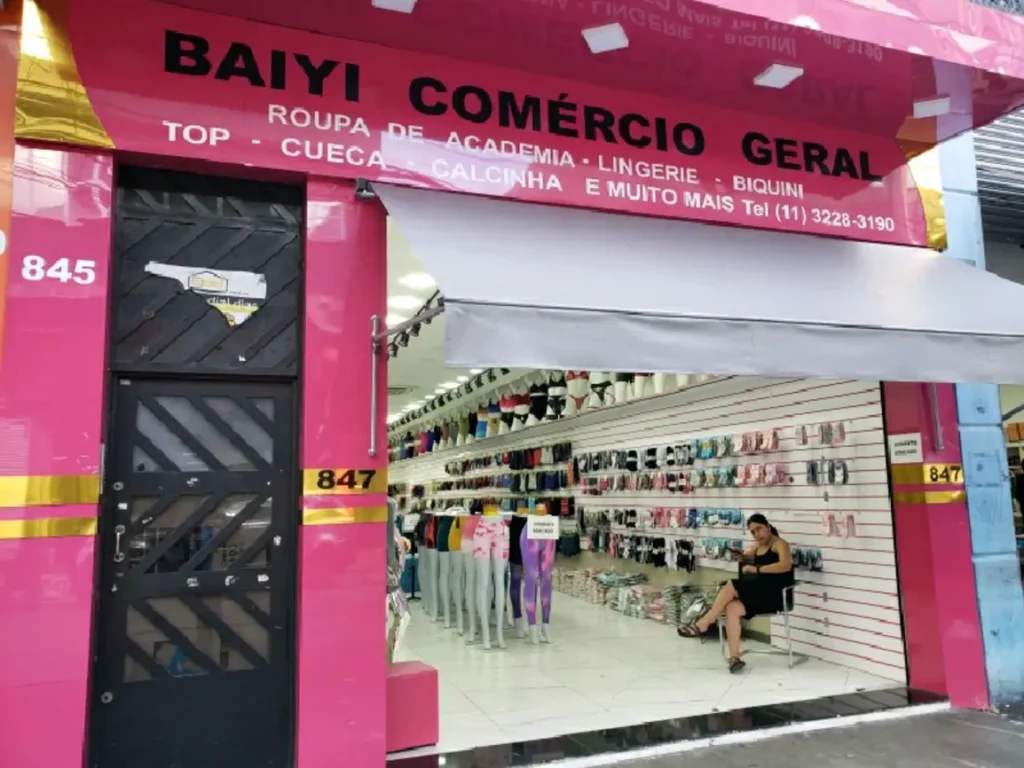 BAIYI COMÉRCIO GERAL
ROUPA DE ACADEMIA - LINGERIE - BIQUINI
TOP - CUECA - CALCINHA E MUITO MAIS Tel (11) 3228-3190
845
847
847